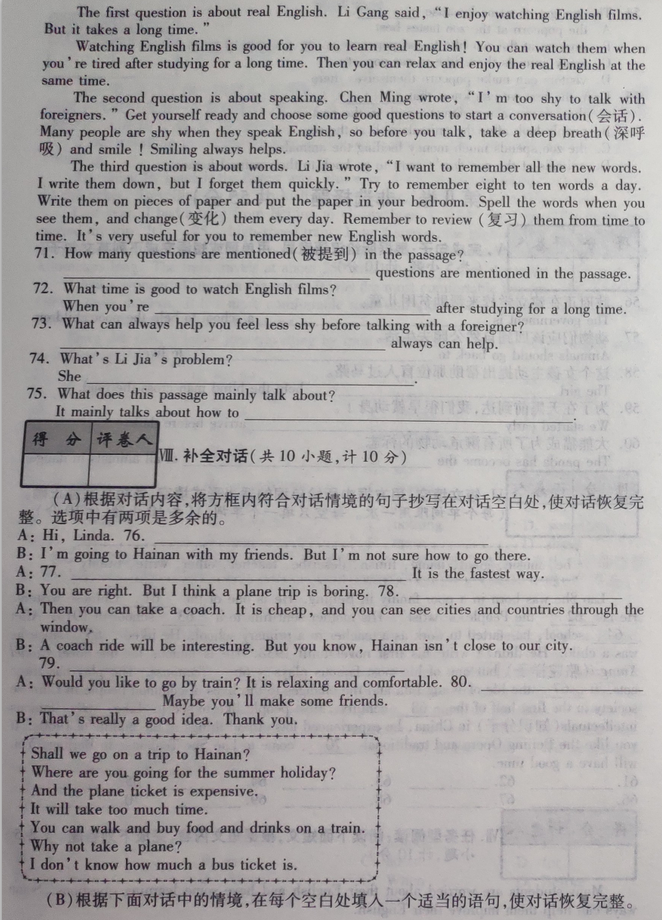 The first question is about real English. Li Gang said, “I enjoy watching English films.
But it takes a long time.”
Watching English films is good for you to learn real English! You can watch them when
you're tired after studying for a long time. Then you can relax and enjoy the real English at the
same time.
The second question is about speaking. Chen Ming wrote, “I'm too shy to talk with
foreigners.” Get yourself ready and choose some good questions to start a conversation(会话).
Many people are shy when they speak English, so before you talk, take a deep breath(深呼
吸) and smile! Smiling always helps.
The third question is about words. Li Jia wrote, “I want to remember all the new words.
I write them down, but I forget them quickly.” Try to remember eight to ten words a day.
Write them on pieces of paper and put the paper in your bedroom. Spell the words when you
see them, and change(变化) them every day. Remember to review (复习) them from time to
time. It's very useful for you to remember new English words.
71. How many questions are mentioned(被提到) in the passage?
____ questions are mentioned in the passage.
72. What time is good to watch English films?
When you're ____ after studying for a long time.
73. What can always help you feel less shy before talking with a foreigner?
____ always can help.
74. What's Li Jia's problem?
She ____.
75. What does this passage mainly talk about?
It mainly talks about how to ____.
得 分 评卷人
Ⅷ. 补全对话(共10小题,计10分)
(A)根据对话内容,将方框内符合对话情境的句子抄写在对话空白处,使对话恢复完
整。选项中有两项是多余的。
A: Hi, Linda. 76. ____
B: I'm going to Hainan with my friends. But I'm not sure how to go there.
A: 77. ____ It is the fastest way.
B: You are right. But I think a plane trip is boring. 78. ____
A: Then you can take a coach. It is cheap, and you can see cities and countries through the
window.
B: A coach ride will be interesting. But you know, Hainan isn't close to our city.
79. ____
A: Would you like to go by train? It is relaxing and comfortable. 80. ____
____ Maybe you'll make some friends.
B: That's really a good idea. Thank you.
Shall we go on a trip to Hainan?
Where are you going for the summer holiday?
And the plane ticket is expensive.
It will take too much time.
You can walk and buy food and drinks on a train.
Why not take a plane?
I don't know how much a bus ticket is.
(B)根据下面对话中的情境,在每个空白处填入一个适当的语句,使对话恢复完整。